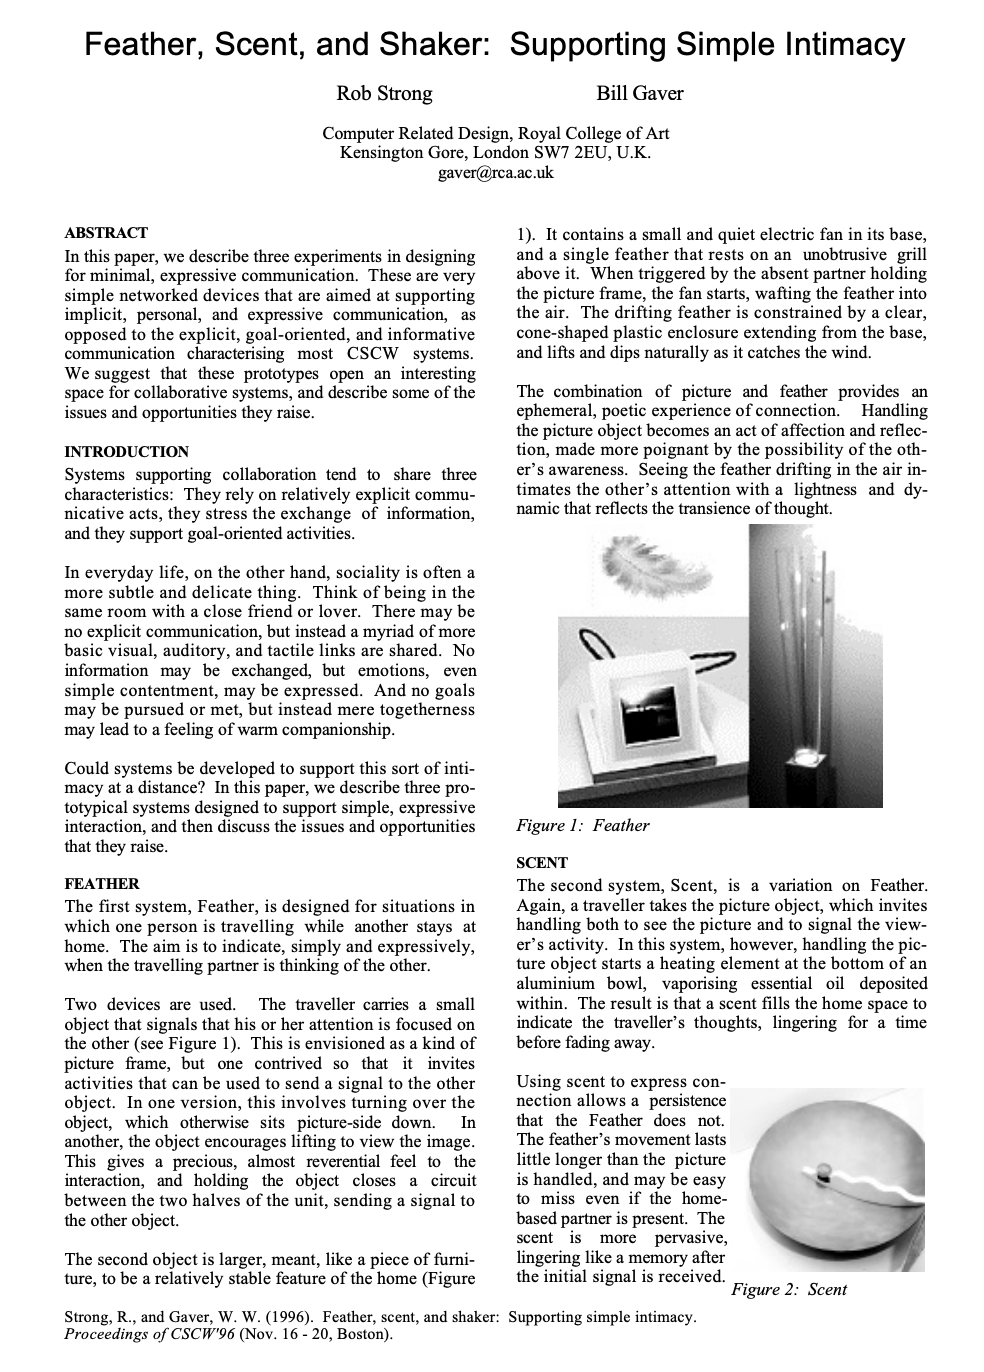 Feather, Scent, and Shaker:  Supporting Simple Intimacy
Rob Strong
Bill Gaver
Computer Related Design, Royal College of Art
Kensington Gore, London SW7 2EU, U.K.
gaver@rca.ac.uk
ABSTRACT
In this paper, we describe three experiments in designing
for minimal, expressive communication.  These are very
simple networked devices that are aimed at supporting
implicit, personal, and expressive communication, as
opposed to the explicit, goal-oriented, and informative
communication characterising most CSCW systems.
We suggest that these prototypes open an interesting
space for collaborative systems, and describe some of the
issues and opportunities they raise.
INTRODUCTION
Systems supporting collaboration tend to share three
characteristics:  They rely on relatively explicit commu-
nicative acts, they stress the exchange of information,
and they support goal-oriented activities.
In everyday life, on the other hand, sociality is often a
more subtle and delicate thing.  Think of being in the
same room with a close friend or lover.  There may be
no explicit communication, but instead a myriad of more
basic visual, auditory, and tactile links are shared.  No
information may be exchanged, but emotions, even
simple contentment, may be expressed.  And no goals
may be pursued or met, but instead mere togetherness
may lead to a feeling of warm companionship.
Could systems be developed to support this sort of inti-
macy at a distance?  In this paper, we describe three pro-
totypical systems designed to support simple, expressive
interaction, and then discuss the issues and opportunities
that they raise.
FEATHER
The first system, Feather, is designed for situations in
which one person is travelling while another stays at
home.  The aim is to indicate, simply and expressively,
when the travelling partner is thinking of the other.
Two devices are used.  The traveller carries a small
object that signals that his or her attention is focused on
the other (see Figure 1).  This is envisioned as a kind of
picture frame, but one contrived so that it invites
activities that can be used to send a signal to the other
object.  In one version, this involves turning over the
object, which otherwise sits picture-side down.  In
another, the object encourages lifting to view the image.
This gives a precious, almost reverential feel to the
interaction, and holding the object closes a circuit
between the two halves of the unit, sending a signal to
the other object.
The second object is larger, meant, like a piece of furni-
ture, to be a relatively stable feature of the home (Figure
1).  It contains a small and quiet electric fan in its base,
and a single feather that rests on an unobtrusive grill
above it.  When triggered by the absent partner holding
the picture frame, the fan starts, wafting the feather into
the air.  The drifting feather is constrained by a clear,
cone-shaped plastic enclosure extending from the base,
and lifts and dips naturally as it catches the wind.
The combination of picture and feather provides an
ephemeral, poetic experience of connection.  Handling
the picture object becomes an act of affection and reflec-
tion, made more poignant by the possibility of the oth-
er's awareness.  Seeing the feather drifting in the air in-
timates the other's attention with a lightness and dy-
namic that reflects the transience of thought.
Figure 1:  Feather
SCENT
The second system, Scent, is a variation on Feather.
Again, a traveller takes the picture object, which invites
handling both to see the picture and to signal the view-
er's activity.  In this system, however, handling the pic-
ture object starts a heating element at the bottom of an
aluminium bowl, vaporising essential oil deposited
within.  The result is that a scent fills the home space to
indicate the traveller's thoughts, lingering for a time
before fading away.
Using scent to express con-
nection allows a persistence
that the Feather does not.
The feather's movement lasts
little longer than the picture
is handled, and may be easy
to miss even if the home-
based partner is present.  The
scent is more pervasive,
lingering like a memory after
the initial signal is received.
Figure 2:  Scent
Strong, R., and Gaver, W. W. (1996).  Feather, scent, and shaker:  Supporting simple intimacy.
Proceedings of CSCW'96 (Nov. 16 - 20, Boston).